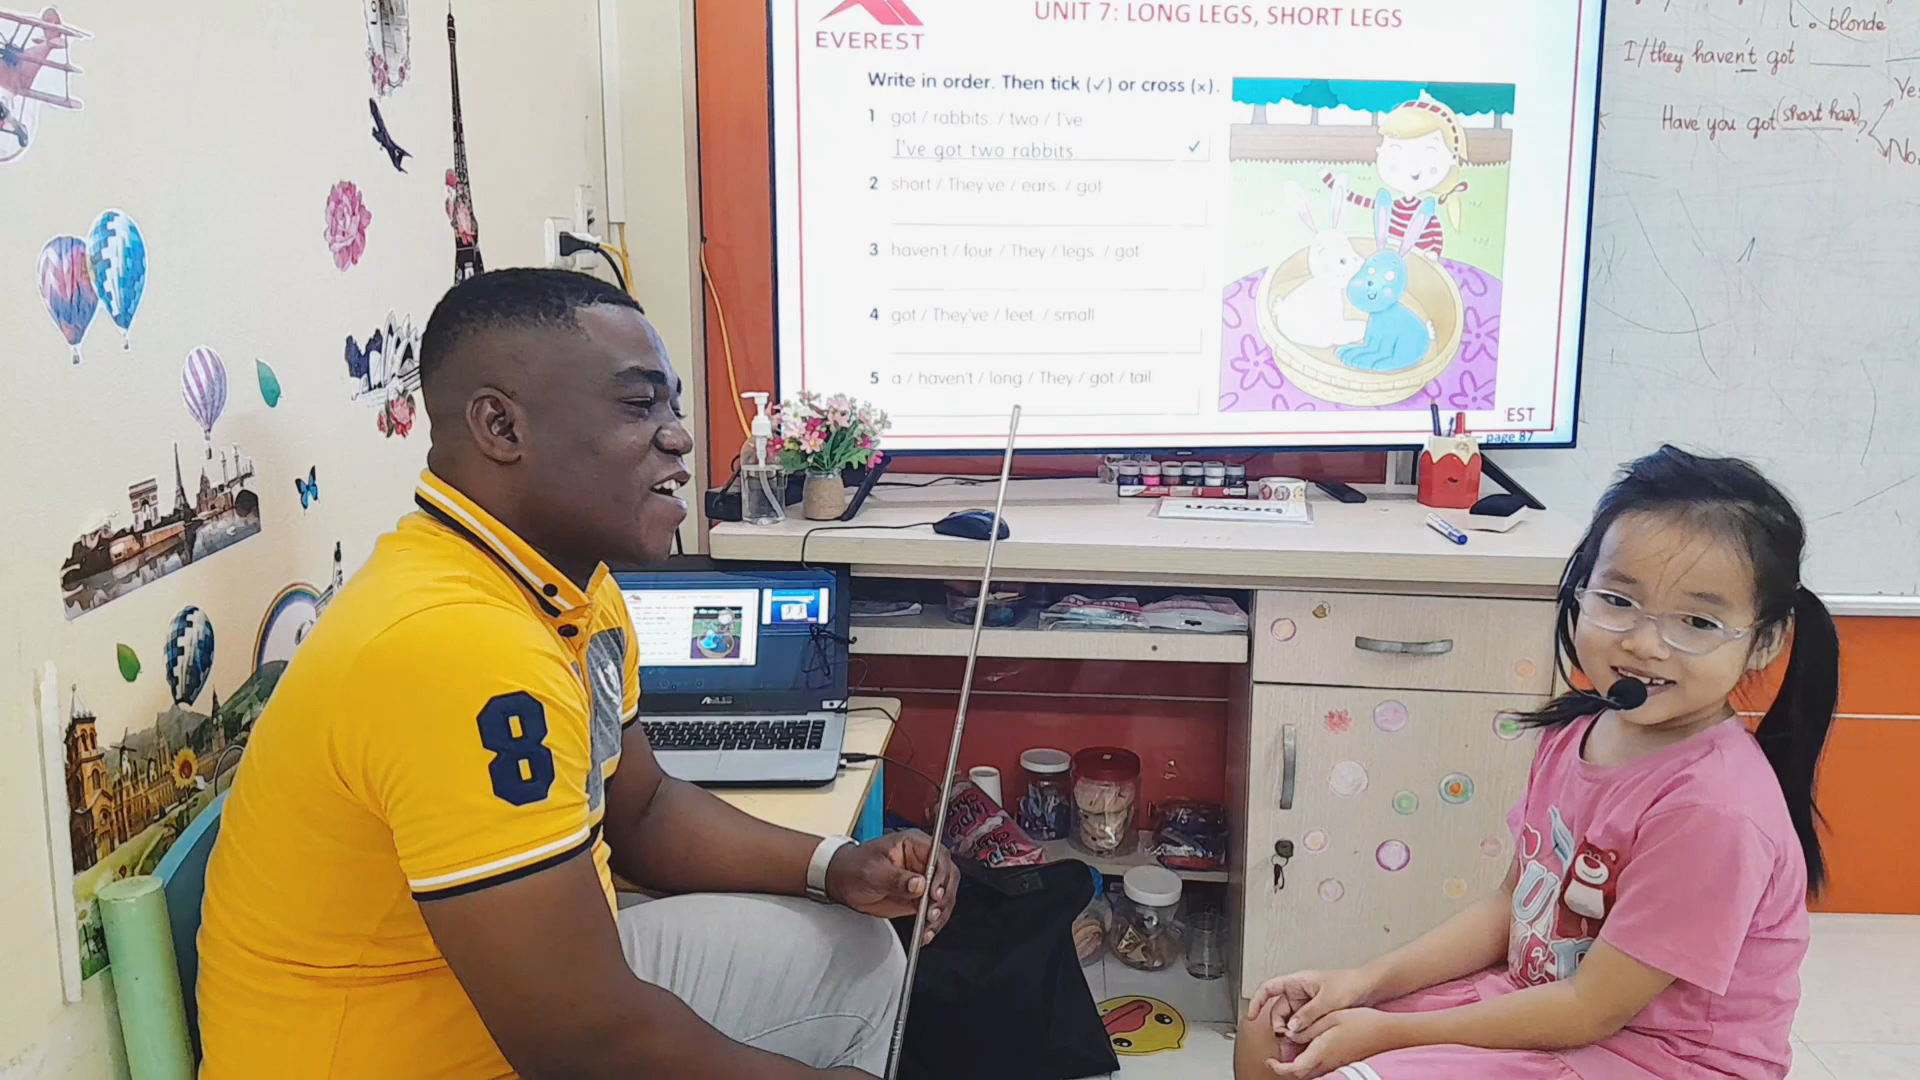 UNIT 7: LONG LEGS, SHORT LEGS
EVEREST
Write in order. Then tick (✓) or cross (×).
1 got / rabbits. / two / I've
I've got two rabbits ✓
2 short / They've / ears. / got
3 haven't / four / They / legs. / got
4 got / They've / feet. / small
5 a / haven't / long / They / got / tail
EST
page 87
blonde
I/they haven't got
Have you got (short hair)?
Yes
No
brown
ASUS
8